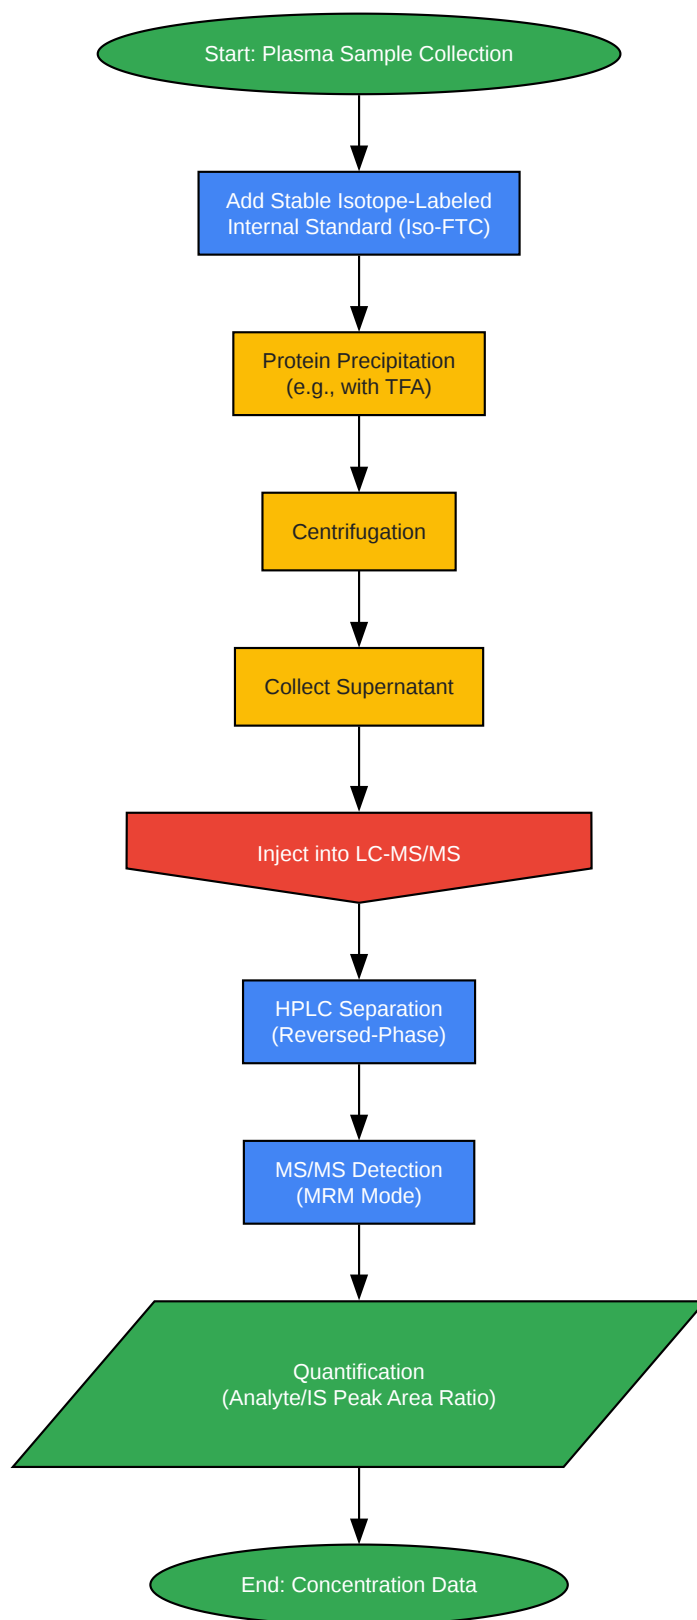 Start: Plasma Sample Collection
Add Stable Isotope-Labeled
Internal Standard (Iso-FTC)
Protein Precipitation
(e.g., with TFA)
Centrifugation
Collect Supernatant
Inject into LC-MS/MS
HPLC Separation
(Reversed-Phase)
MS/MS Detection
(MRM Mode)
Quantification
(Analyte/IS Peak Area Ratio)
End: Concentration Data